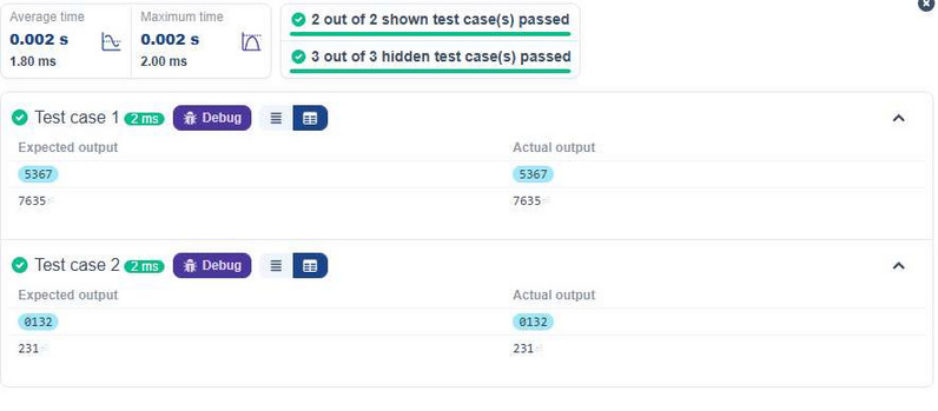 Average time
Maximum time
0.002 s
0.002 s
1.80 ms
2.00 ms
2 out of 2 shown test case(s) passed
3 out of 3 hidden test case(s) passed
Test case 1 2 ms Debug
Expected output Actual output
5367 5367
7635 7635
Test case 2 2 ms Debug
Expected output Actual output
0132 0132
231 231